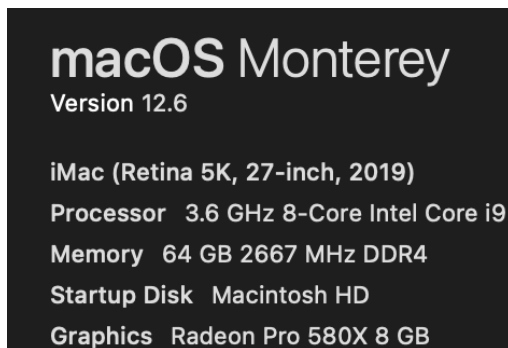 macOS Monterey
Version 12.6
iMac (Retina 5K, 27-inch, 2019)
Processor 3.6 GHz 8-Core Intel Core i9
Memory 64 GB 2667 MHz DDR4
Startup Disk Macintosh HD
Graphics Radeon Pro 580X 8 GB